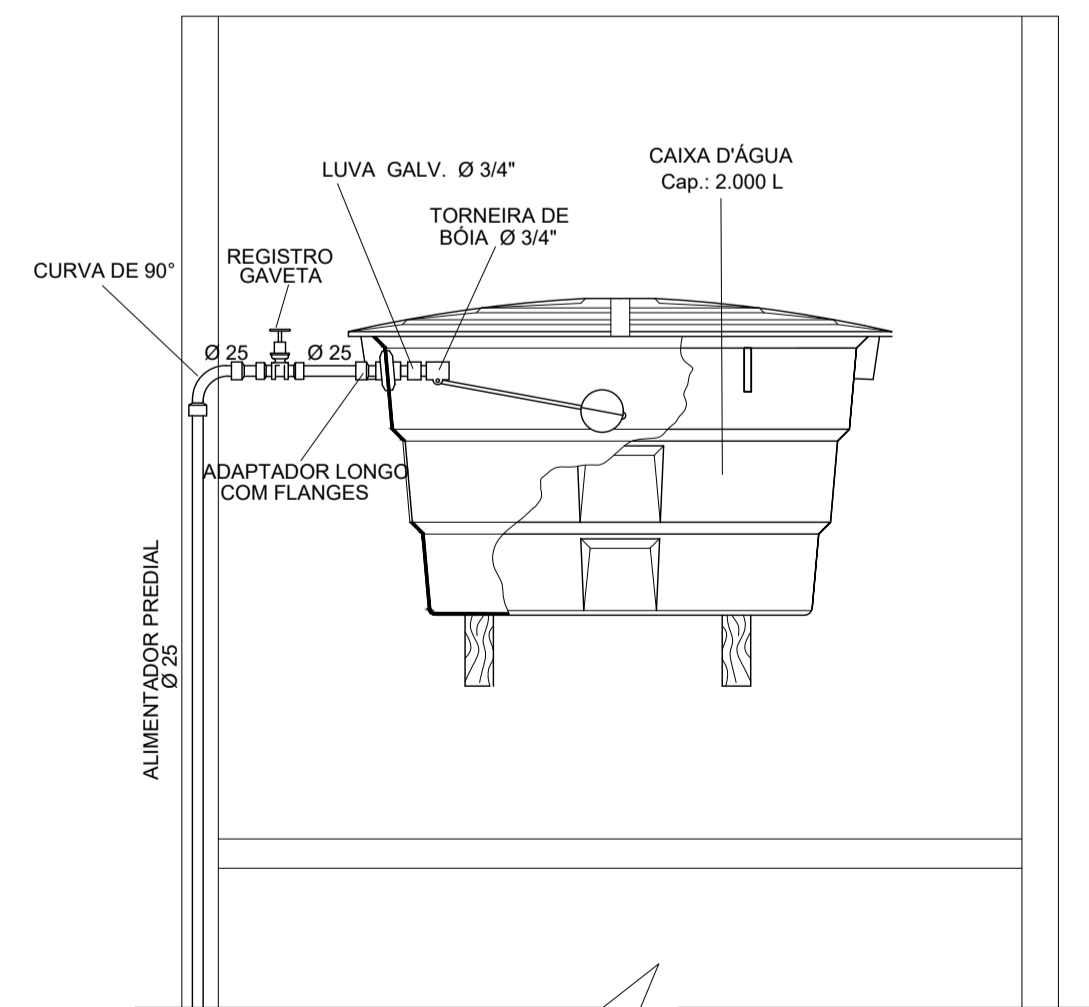 CAIXA D'ÁGUA
Cap.: 2.000 L
LUVA GALV. Ø 3/4"
TORNEIRA DE
BÓIA Ø 3/4"
REGISTRO
GAVETA
CURVA DE 90°
Ø 25
Ø 25
ADAPTADOR LONGO
COM FLANGES
ALIMENTADOR PREDIAL
Ø 25